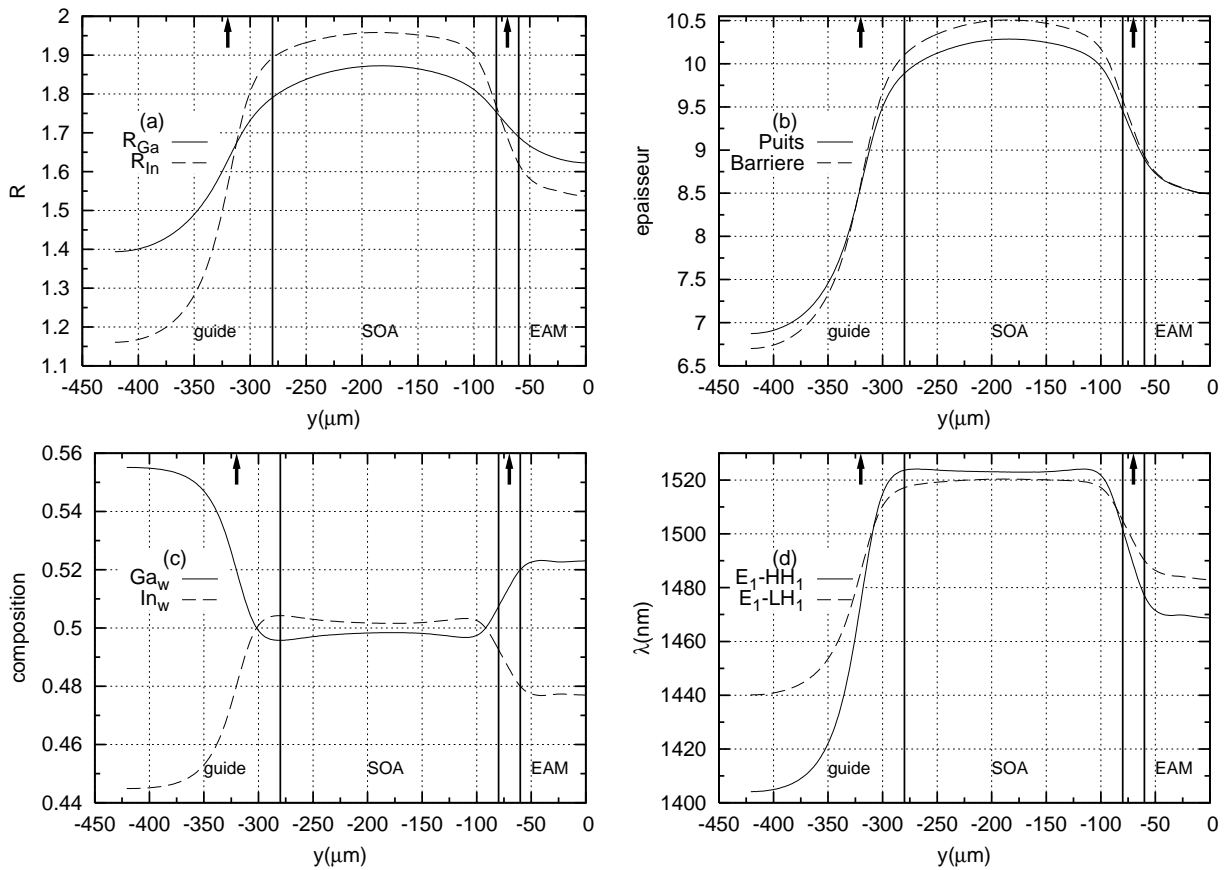 2
1.9
1.8
1.7
1.6
1.5
1.4
1.3
1.2
1.1
R
(a)
R_Ga
R_In
guide
SOA
EAM
-450 -400 -350 -300 -250 -200 -150 -100 -50 0
y(μm)
10.5
10
9.5
9
8.5
8
7.5
7
6.5
epaisseur
(b)
Puits
Barriere
guide
SOA
EAM
-450 -400 -350 -300 -250 -200 -150 -100 -50 0
y(μm)
0.56
0.54
0.52
0.5
0.48
0.46
0.44
composition
(c)
Ga_w
In_w
guide
SOA
EAM
-450 -400 -350 -300 -250 -200 -150 -100 -50 0
y(μm)
1520
1500
1480
1460
1440
1420
1400
λ(nm)
(d)
E_1-HH_1
E_1-LH_1
guide
SOA
EAM
-450 -400 -350 -300 -250 -200 -150 -100 -50 0
y(μm)